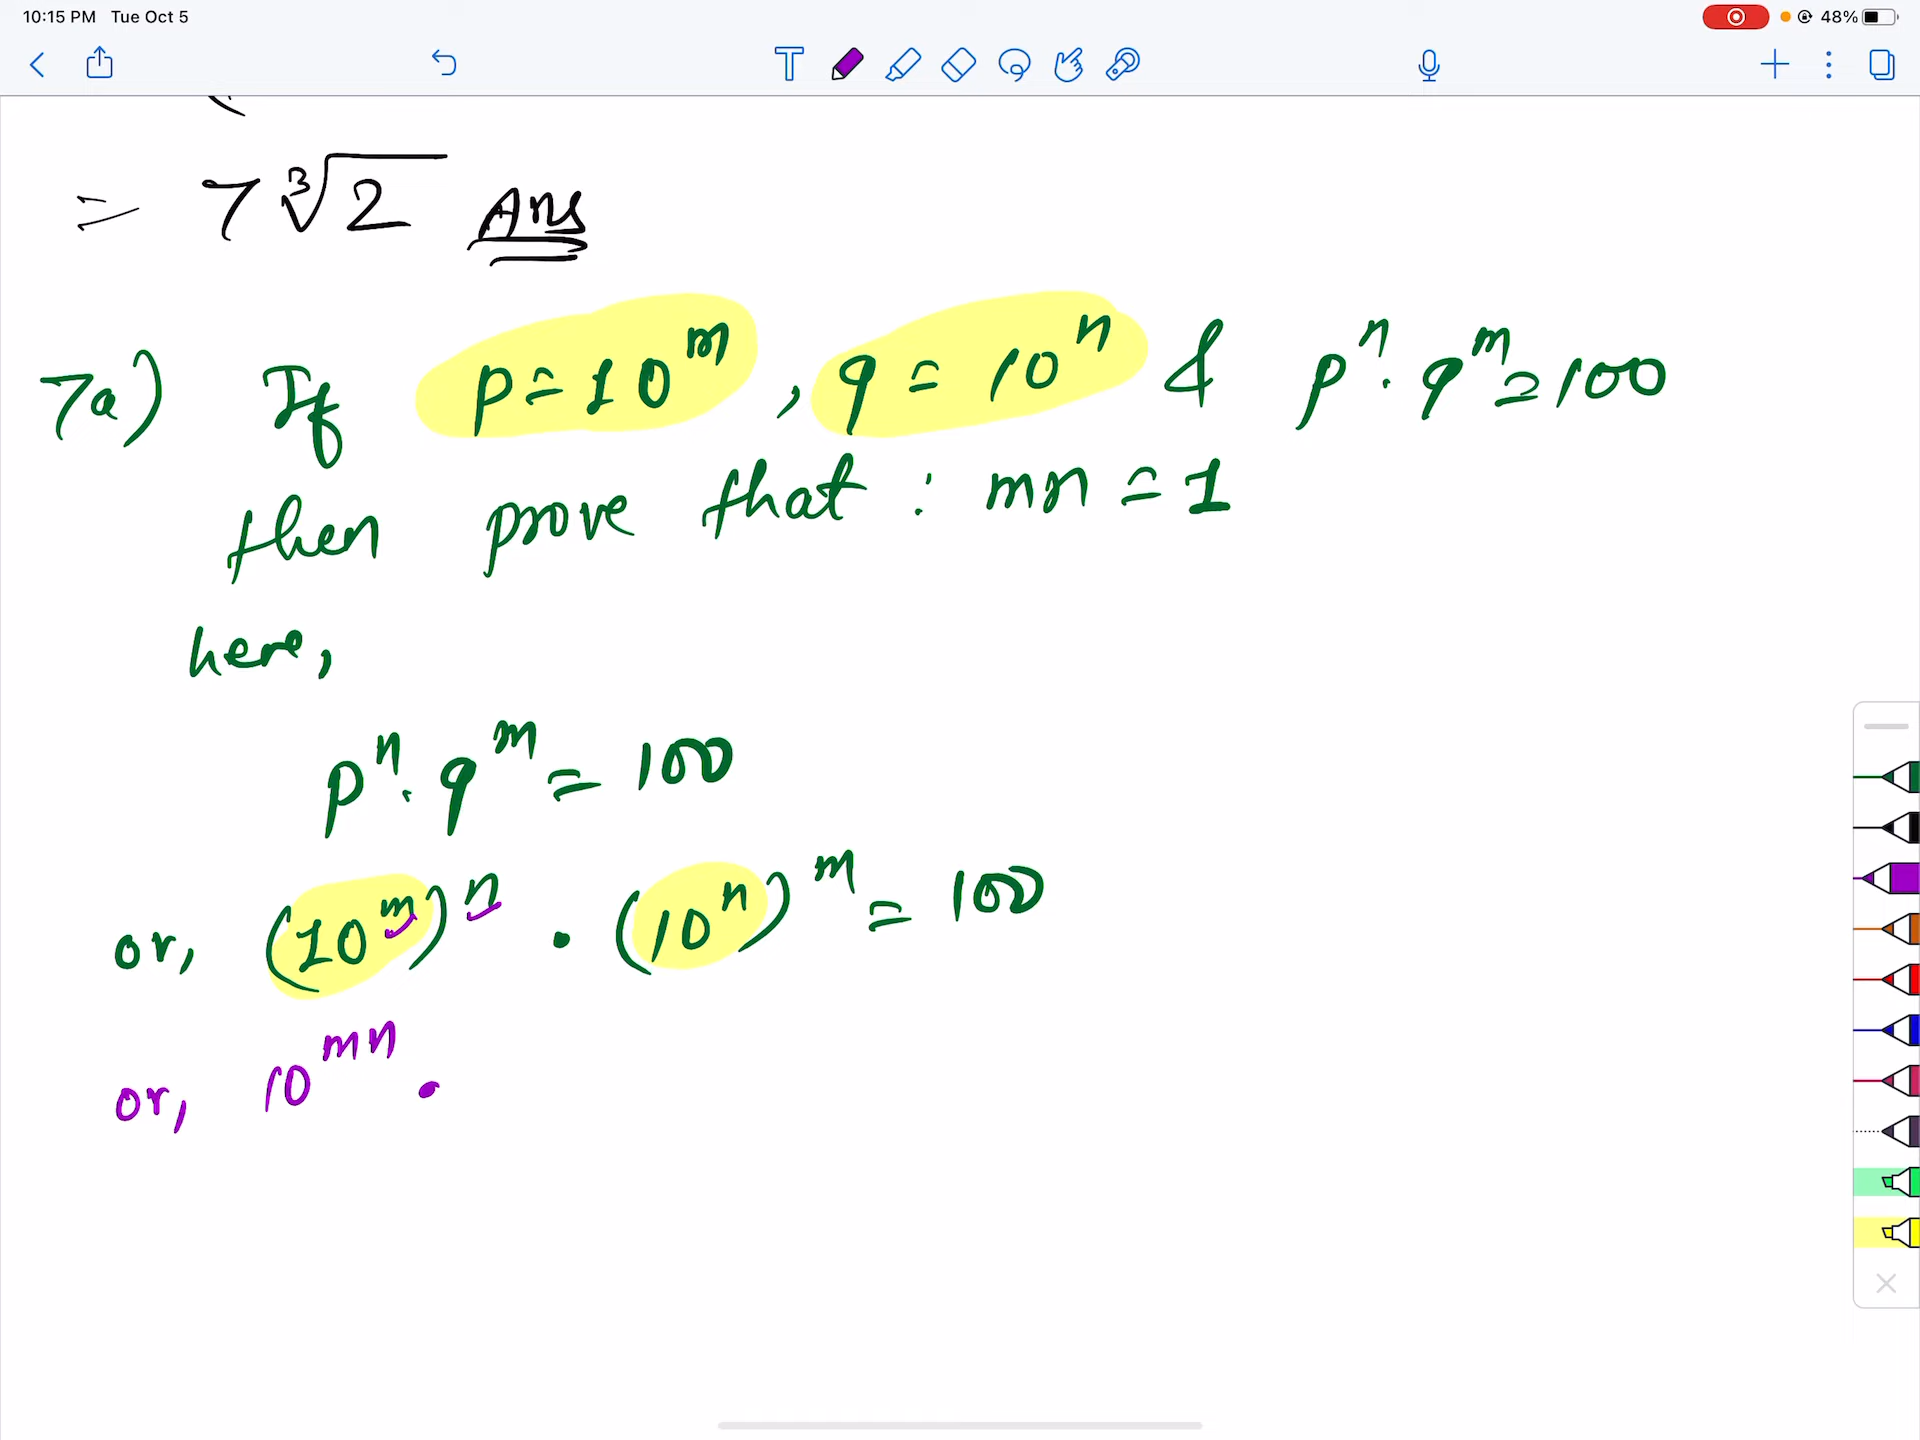 10:15 PM Tue Oct 5
48%
T
= 7∛2 Ans
7a) If p = 10^m, q = 10^n & p^n . q^m = 100
then prove that : mn = 1
here,
p^n . q^m = 100
or, (10^m)^n . (10^n)^m = 100
or, 10^mn .